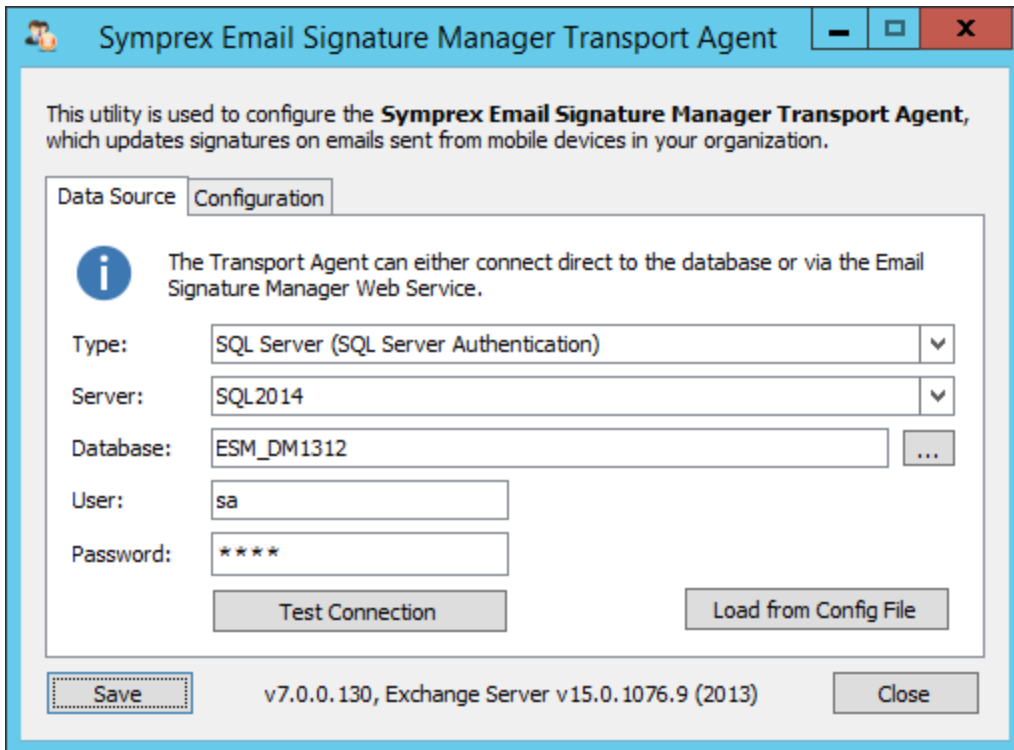 Symprex Email Signature Manager Transport Agent
This utility is used to configure the Symprex Email Signature Manager Transport Agent,
which updates signatures on emails sent from mobile devices in your organization.
Data Source Configuration
The Transport Agent can either connect direct to the database or via the Email
Signature Manager Web Service.
Type: SQL Server (SQL Server Authentication)
Server: SQL2014
Database: ESM_DM1312 ...
User: sa
Password: ****
Test Connection Load from Config File
Save v7.0.0.130, Exchange Server v15.0.1076.9 (2013) Close